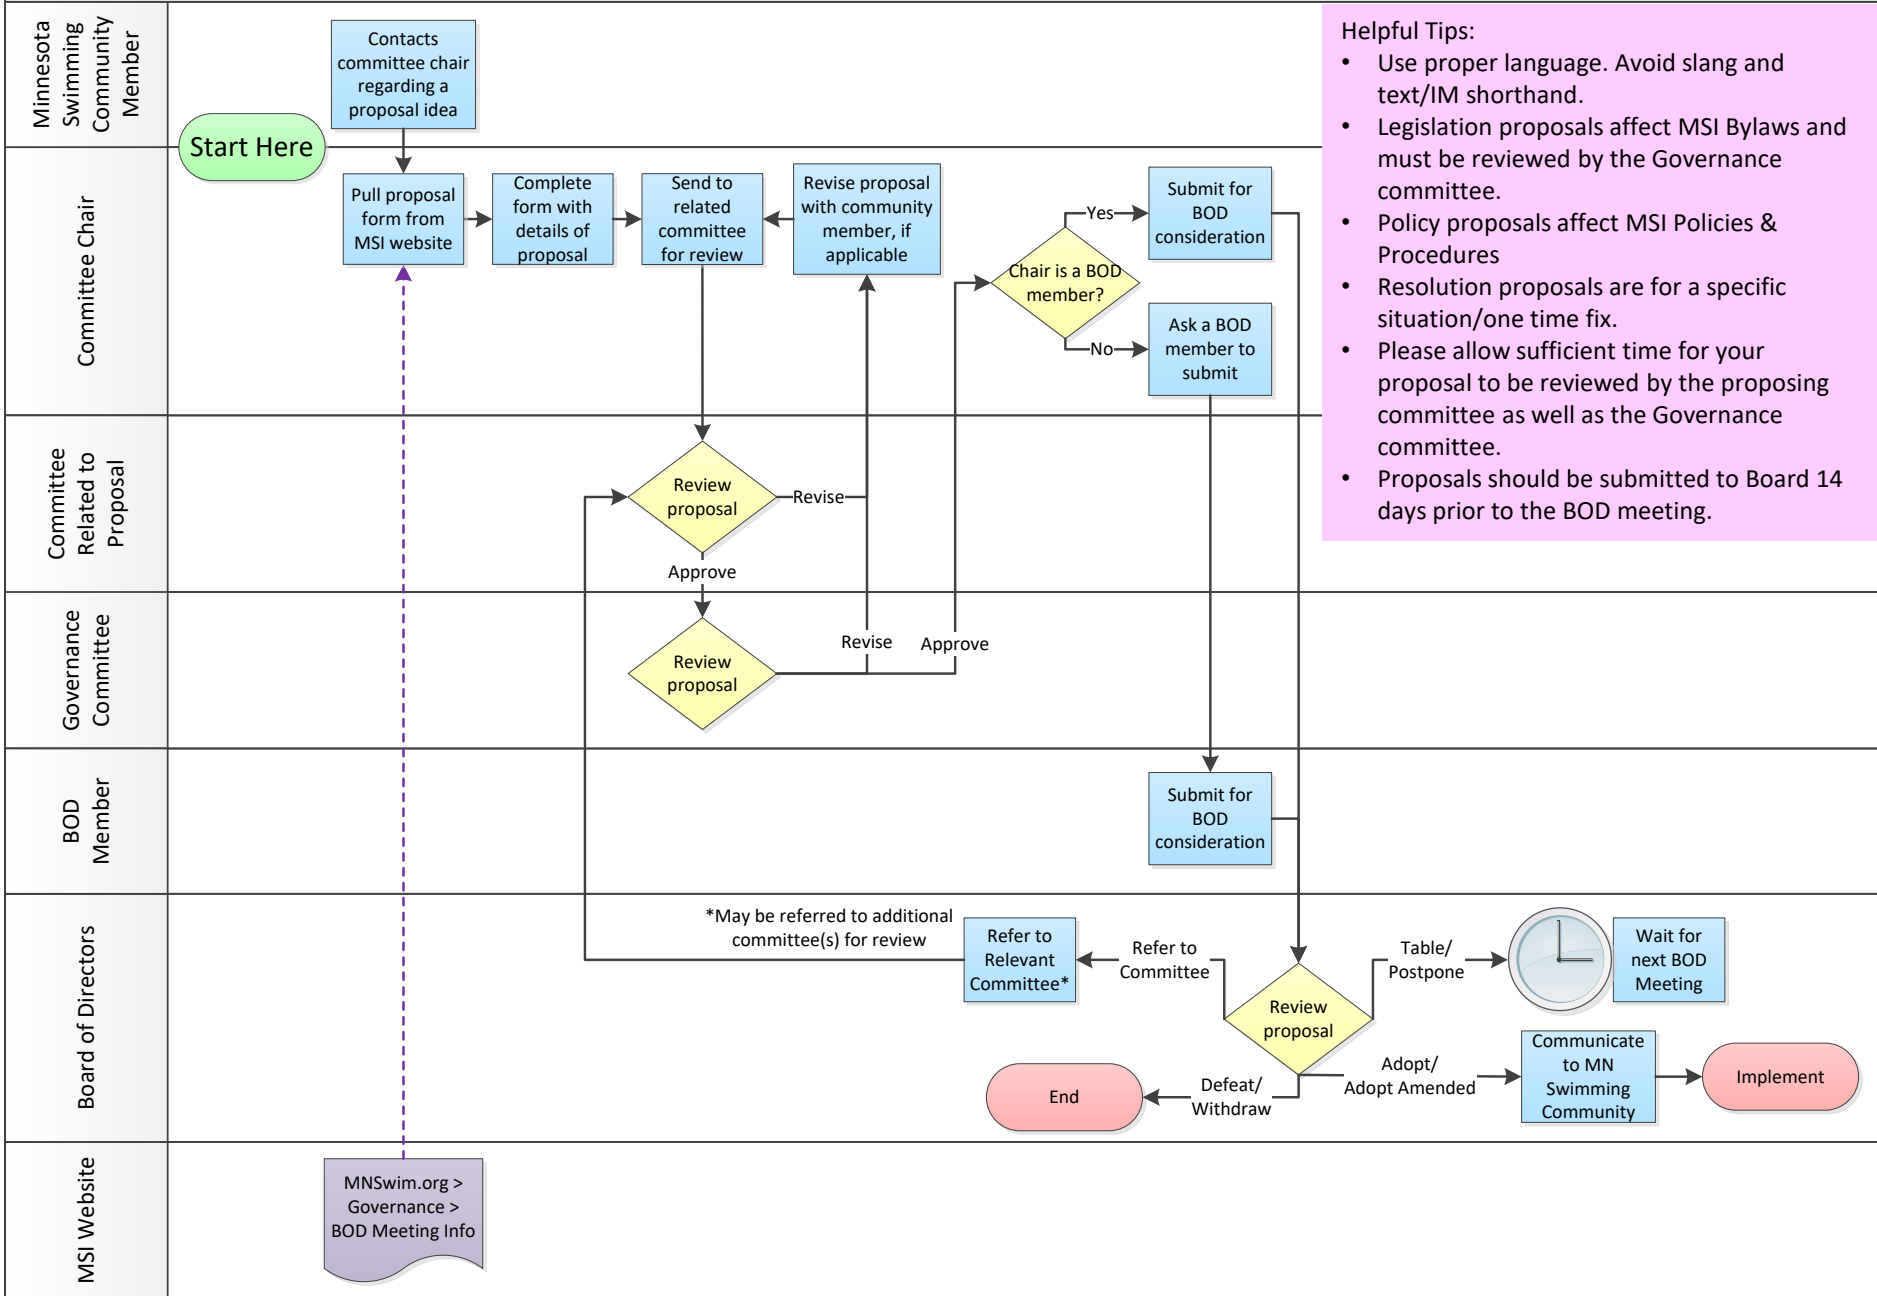 Minnesota
Swimming
Community
Member
Contacts
committee chair
regarding a
proposal idea
Start Here
Helpful Tips:
• Use proper language. Avoid slang and
text/IM shorthand.
• Legislation proposals affect MSI Bylaws and
must be reviewed by the Governance
committee.
• Policy proposals affect MSI Policies &
Procedures
• Resolution proposals are for a specific
situation/one time fix.
• Please allow sufficient time for your
proposal to be reviewed by the proposing
committee as well as the Governance
committee.
• Proposals should be submitted to Board 14
days prior to the BOD meeting.
Committee Chair
Pull proposal
form from
MSI website
Complete
form with
details of
proposal
Send to
related
committee
for review
Revise proposal
with community
member, if
applicable
Chair is a BOD
member?
Yes
Submit for
BOD
consideration
No
Ask a BOD
member to
submit
Committee
Related to
Proposal
Review
proposal
Revise
Approve
Governance
Committee
Review
proposal
Revise
Approve
BOD
Member
Submit for
BOD
consideration
Board of Directors
*May be referred to additional
committee(s) for review
Refer to
Relevant
Committee*
Refer to
Committee
Review
proposal
Table/
Postpone
Wait for
next BOD
Meeting
Adopt/
Adopt Amended
Communicate
to MN
Swimming
Community
Implement
Defeat/
Withdraw
End
MSI Website
MNSwim.org >
Governance >
BOD Meeting Info